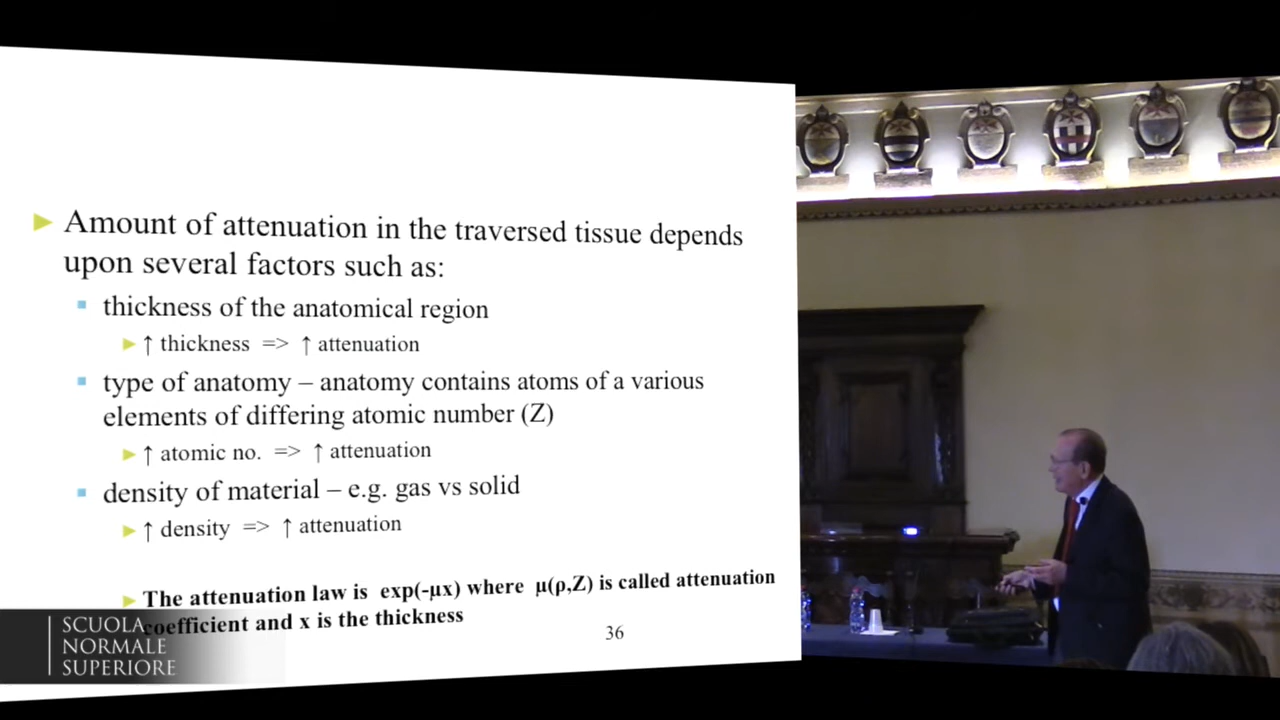 Amount of attenuation in the traversed tissue depends
upon several factors such as:
thickness of the anatomical region
↑ thickness => ↑ attenuation
type of anatomy – anatomy contains atoms of a various
elements of differing atomic number (Z)
↑ atomic no. => ↑ attenuation
density of material – e.g. gas vs solid
↑ density => ↑ attenuation
The attenuation law is exp(-μx) where μ(ρ,Z) is called attenuation
coefficient and x is the thickness
36
SCUOLA
NORMALE
SUPERIORE